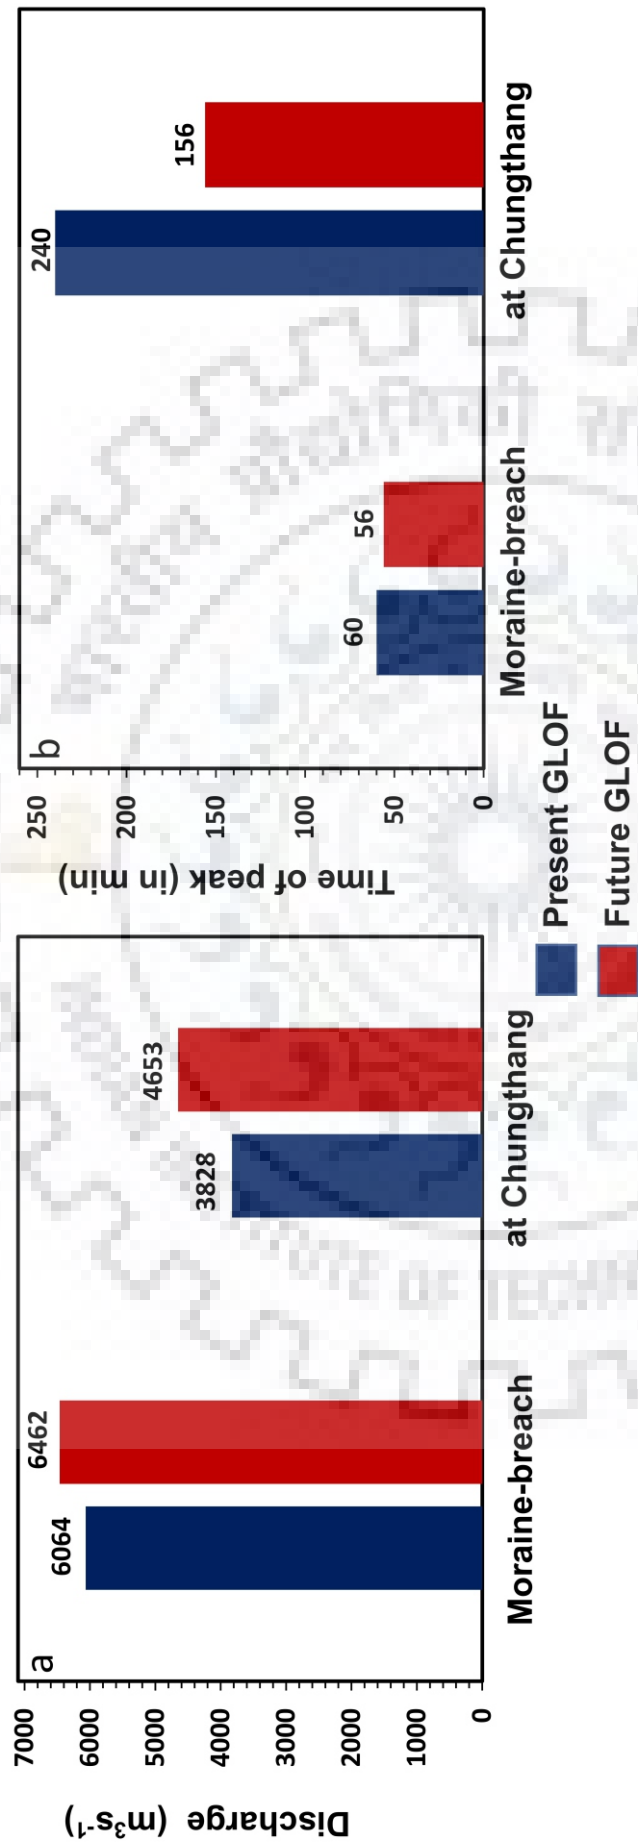 a
Discharge (m³s⁻¹)
7000
6000
5000
4000
3000
2000
1000
0
6064
6462
3828
4653
Moraine-breach
at Chungthang
b
Time of peak (in min)
250
200
150
100
50
0
60
56
240
156
Moraine-breach
at Chungthang
Present GLOF
Future GLOF